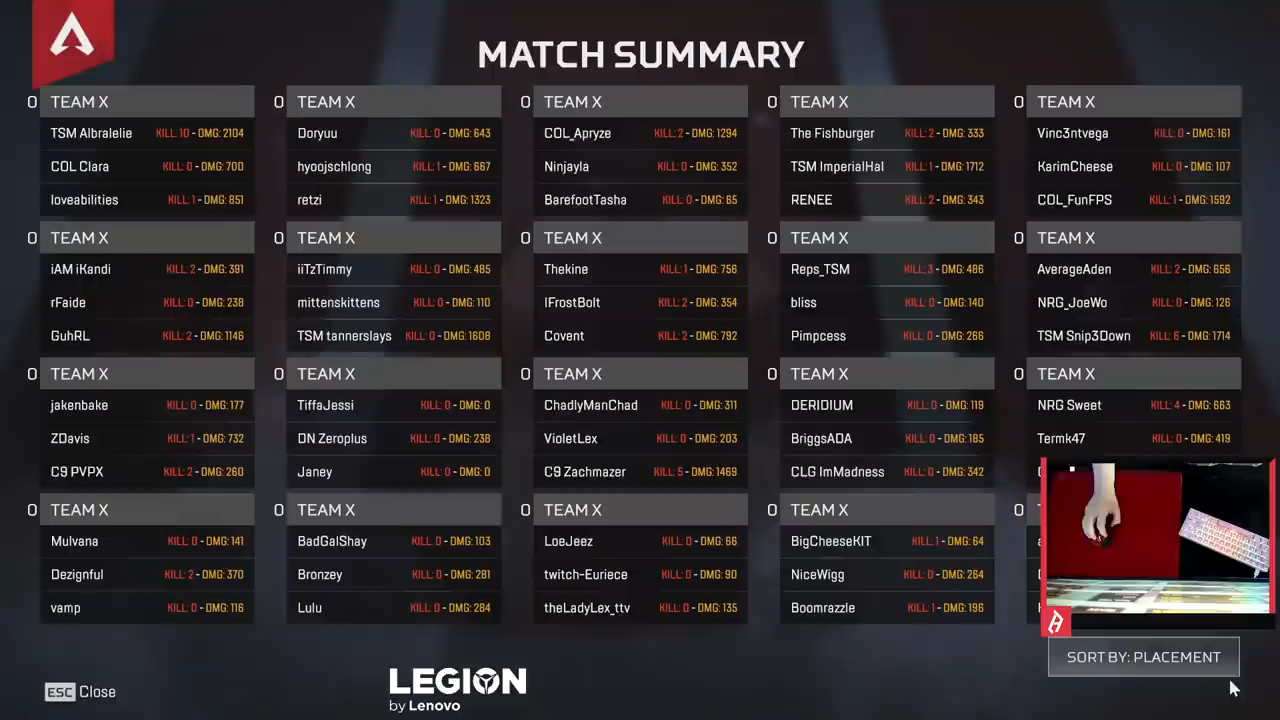 MATCH SUMMARY
0 TEAM X
TSM Albralelie KILL: 10 - DMG: 2104
COL Clara KILL: 0 - DMG: 700
loveabilities KILL: 1 - DMG: 851
0 TEAM X
Doryuu KILL: 0 - DMG: 643
hyoojschlong KILL: 1 - DMG: 667
retzi KILL: 1 - DMG: 1323
0 TEAM X
COL_Apryze KILL: 2 - DMG: 1294
Ninjayla KILL: 0 - DMG: 352
BarefootTasha KILL: 0 - DMG: 65
0 TEAM X
The Fishburger KILL: 2 - DMG: 333
TSM ImperialHal KILL: 1 - DMG: 1712
RENEE KILL: 2 - DMG: 343
0 TEAM X
Vinc3ntvega KILL: 0 - DMG: 161
KarimCheese KILL: 0 - DMG: 107
COL_FunFPS KILL: 1 - DMG: 1592
0 TEAM X
iAM iKandi KILL: 2 - DMG: 391
rFaide KILL: 0 - DMG: 238
GuhRL KILL: 2 - DMG: 1146
0 TEAM X
iiTzTimmy KILL: 0 - DMG: 485
mittenskittens KILL: 0 - DMG: 110
TSM tannerslays KILL: 0 - DMG: 1608
0 TEAM X
Thekine KILL: 1 - DMG: 756
IFrostBolt KILL: 2 - DMG: 354
Covent KILL: 2 - DMG: 792
0 TEAM X
Reps_TSM KILL: 3 - DMG: 486
bliss KILL: 0 - DMG: 140
Pimpcess KILL: 0 - DMG: 266
0 TEAM X
AverageAden KILL: 2 - DMG: 656
NRG_JoeWo KILL: 0 - DMG: 126
TSM Snip3Down KILL: 6 - DMG: 1714
0 TEAM X
jakenbake KILL: 0 - DMG: 177
ZDavis KILL: 1 - DMG: 732
C9 PVPX KILL: 2 - DMG: 260
0 TEAM X
TiffaJessi KILL: 0 - DMG: 0
DN Zeroplus KILL: 0 - DMG: 238
Janey KILL: 0 - DMG: 0
0 TEAM X
ChadlyManChad KILL: 0 - DMG: 311
VioletLex KILL: 0 - DMG: 203
C9 Zachmazer KILL: 5 - DMG: 1469
0 TEAM X
DERIDIUM KILL: 0 - DMG: 119
BriggsADA KILL: 0 - DMG: 185
CLG ImMadness KILL: 0 - DMG: 342
0 TEAM X
NRG Sweet KILL: 4 - DMG: 663
Termk47 KILL: 0 - DMG: 419
0 TEAM X
Mulvana KILL: 0 - DMG: 141
Dezignful KILL: 2 - DMG: 370
vamp KILL: 0 - DMG: 116
0 TEAM X
BadGalShay KILL: 0 - DMG: 103
Bronzey KILL: 0 - DMG: 281
Lulu KILL: 0 - DMG: 284
0 TEAM X
LoeJeez KILL: 0 - DMG: 66
twitch-Euriece KILL: 0 - DMG: 90
theLadyLex_ttv KILL: 0 - DMG: 135
0 TEAM X
BigCheeseKIT KILL: 1 - DMG: 64
NiceWigg KILL: 0 - DMG: 264
Boomrazzle KILL: 1 - DMG: 196
0
SORT BY: PLACEMENT
ESC Close
LEGION
by Lenovo